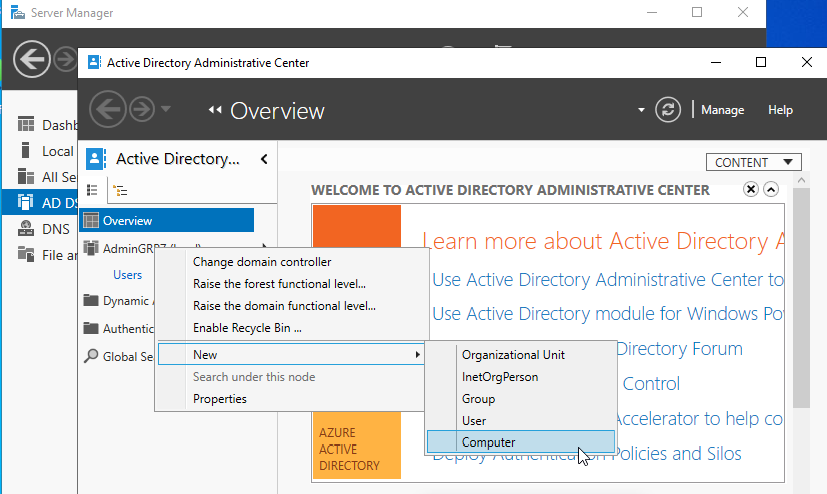 Server Manager
Active Directory Administrative Center
Overview
Manage
Help
Dashb
Local
All Se
AD DS
DNS
File an
Active Directory...
Overview
Users
Dynamic
Authentic
Global Se
CONTENT
WELCOME TO ACTIVE DIRECTORY ADMINISTRATIVE CENTER
Learn more about Active Directory A
Use Active Directory Administrative Center to
Use Active Directory module for Windows Po
Directory Forum
Control
Accelerator to help co
Deploy Authentication Policies and Silos
AZURE
ACTIVE
DIRECTORY
Change domain controller
Raise the forest functional level...
Raise the domain functional level...
Enable Recycle Bin ...
New
Search under this node
Properties
Organizational Unit
InetOrgPerson
Group
User
Computer